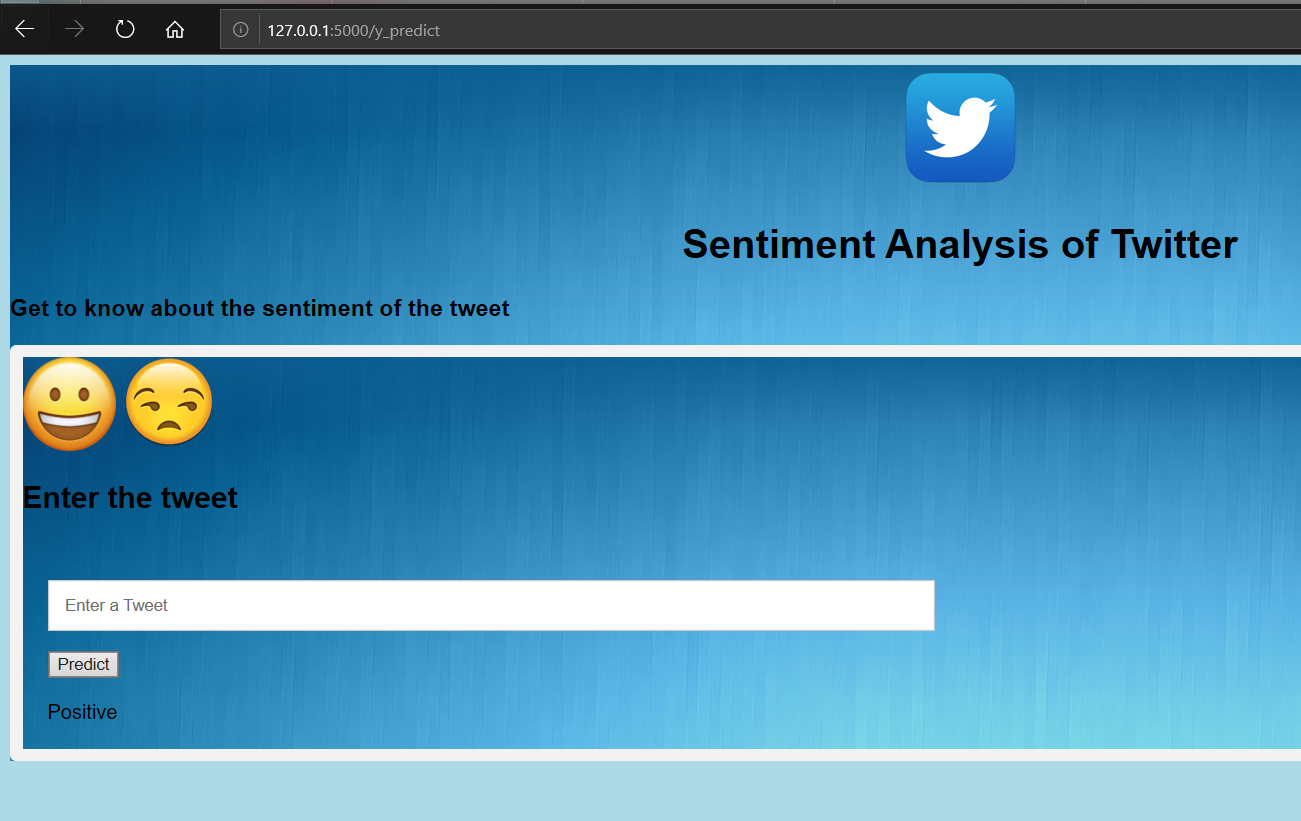 127.0.0.1:5000/y_predict
Sentiment Analysis of Twitter
Get to know about the sentiment of the tweet
Enter the tweet
Enter a Tweet
Predict
Positive